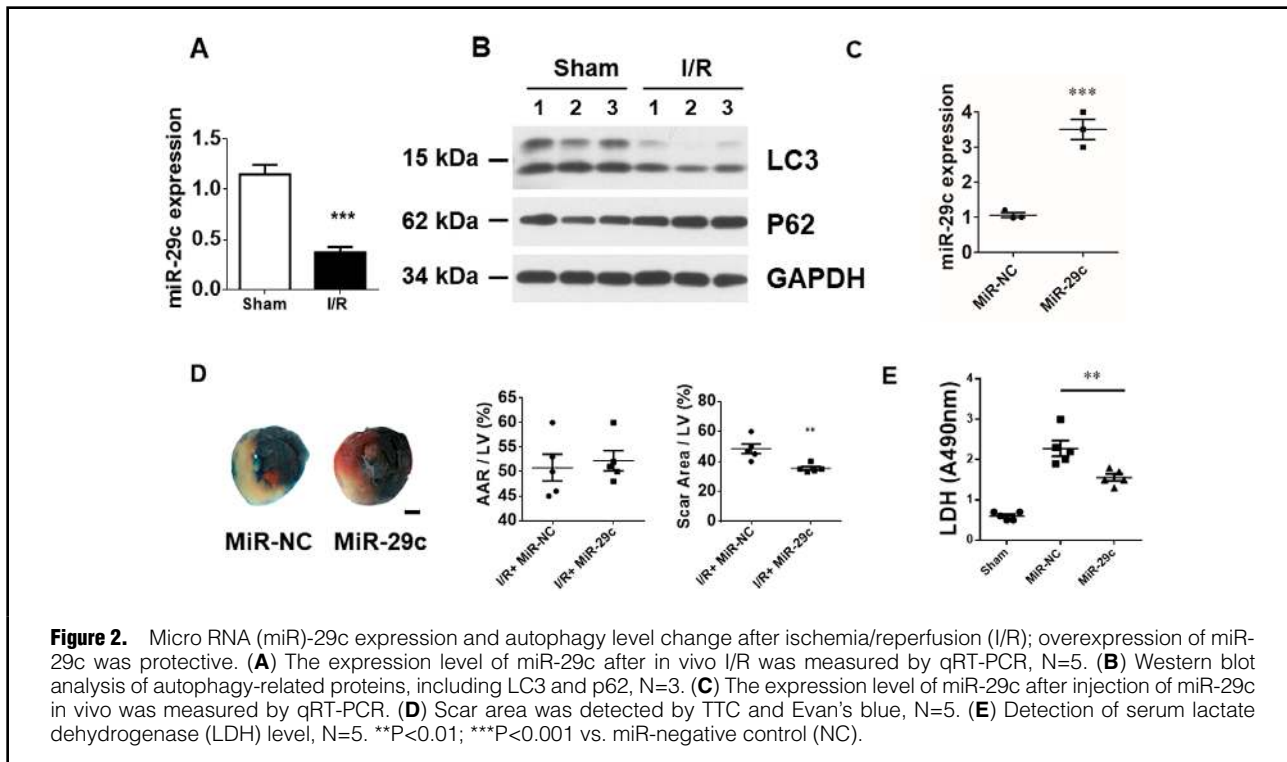 A
miR-29c expression
1.5
1.0
0.5
0.0
***
Sham
I/R
B
Sham I/R
1 2 3 1 2 3
15 kDa LC3
62 kDa P62
34 kDa GAPDH
C
miR-29c expression
4
3
2
1
0
***
MiR-NC
MiR-29c
D
MiR-NC MiR-29c
AAR / LV (%)
65
60
55
50
45
40
I/R+ MiR-NC
I/R+ MiR-29c
Scar Area / LV (%)
80
60
40
20
0
**
I/R+ MiR-NC
I/R+ MiR-29c
E
LDH (A490nm)
4
3
2
1
0
**
Sham
MiR-NC
MiR-29c
Figure 2. Micro RNA (miR)-29c expression and autophagy level change after ischemia/reperfusion (I/R); overexpression of miR-
29c was protective. (A) The expression level of miR-29c after in vivo I/R was measured by qRT-PCR, N=5. (B) Western blot
analysis of autophagy-related proteins, including LC3 and p62, N=3. (C) The expression level of miR-29c after injection of miR-29c
in vivo was measured by qRT-PCR. (D) Scar area was detected by TTC and Evan's blue, N=5. (E) Detection of serum lactate
dehydrogenase (LDH) level, N=5. **P<0.01; ***P<0.001 vs. miR-negative control (NC).